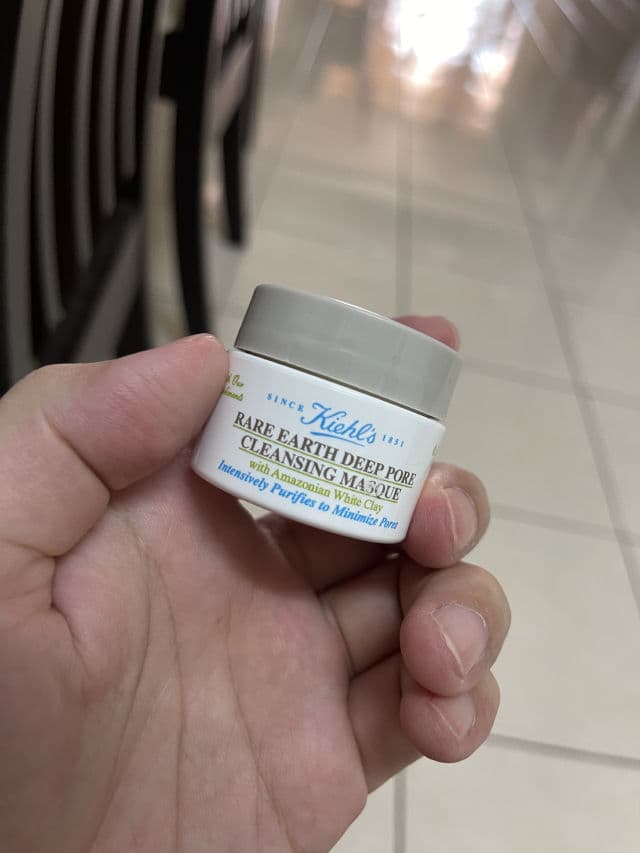 SINCE Kiehl's 1851
RARE EARTH DEEP PORE
CLEANSING MASQUE
with Amazonian White Clay
Intensively Purifies to Minimize Pores